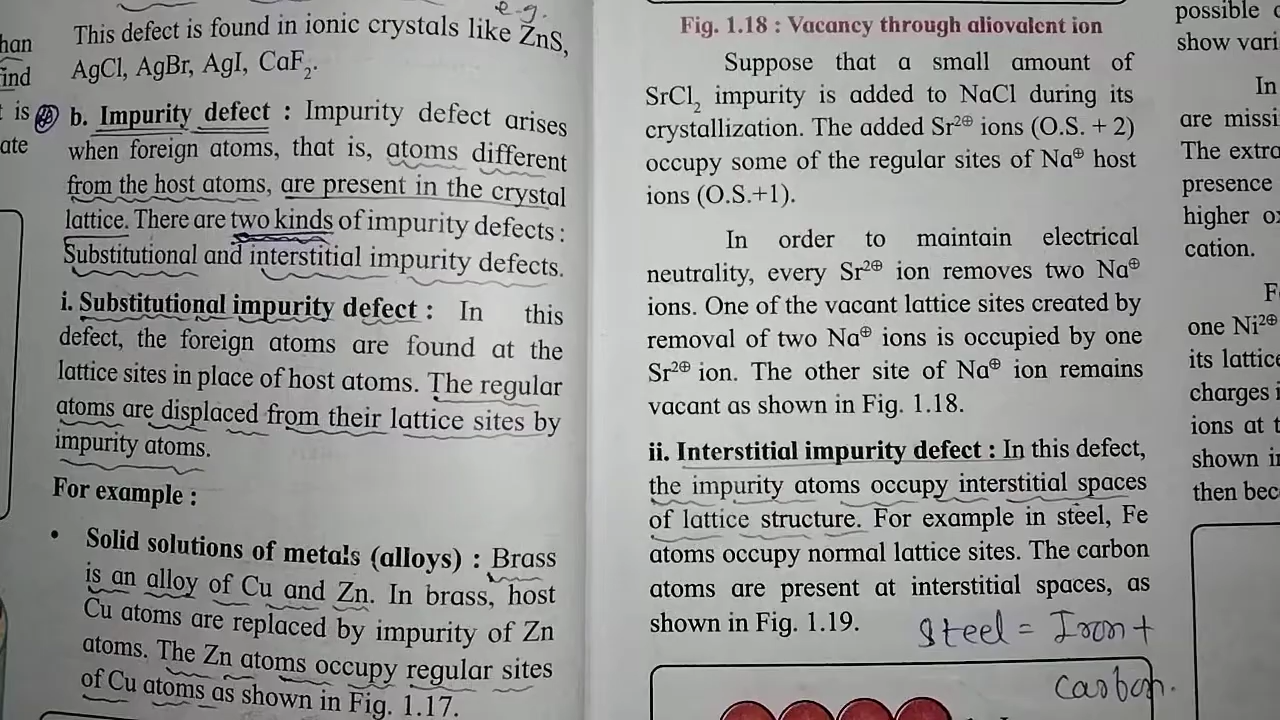 han
ind
t is
ate
e.g.
This defect is found in ionic crystals like ZnS,
AgCl, AgBr, AgI, CaF₂.
b. Impurity defect : Impurity defect arises
when foreign atoms, that is, atoms different
from the host atoms, are present in the crystal
lattice. There are two kinds of impurity defects :
Substitutional and interstitial impurity defects.
i. Substitutional impurity defect : In this
defect, the foreign atoms are found at the
lattice sites in place of host atoms. The regular
atoms are displaced from their lattice sites by
impurity atoms.
For example :
• Solid solutions of metals (alloys) : Brass
is an alloy of Cu and Zn. In brass, host
Cu atoms are replaced by impurity of Zn
atoms. The Zn atoms occupy regular sites
of Cu atoms as shown in Fig. 1.17.
Fig. 1.18 : Vacancy through aliovalent ion
Suppose that a small amount of
SrCl₂ impurity is added to NaCl during its
crystallization. The added Sr²⊕ ions (O.S. + 2)
occupy some of the regular sites of Na⊕ host
ions (O.S.+1).
In order to maintain electrical
neutrality, every Sr²⊕ ion removes two Na⊕
ions. One of the vacant lattice sites created by
removal of two Na⊕ ions is occupied by one
Sr²⊕ ion. The other site of Na⊕ ion remains
vacant as shown in Fig. 1.18.
ii. Interstitial impurity defect : In this defect,
the impurity atoms occupy interstitial spaces
of lattice structure. For example in steel, Fe
atoms occupy normal lattice sites. The carbon
atoms are present at interstitial spaces, as
shown in Fig. 1.19.
Steel = Iron +
carbon.
possible
show vari
In
are missi
The extra
presence
higher ox
cation.
F
one Ni²⊕
its lattice
charges i
ions at t
shown in
then bec